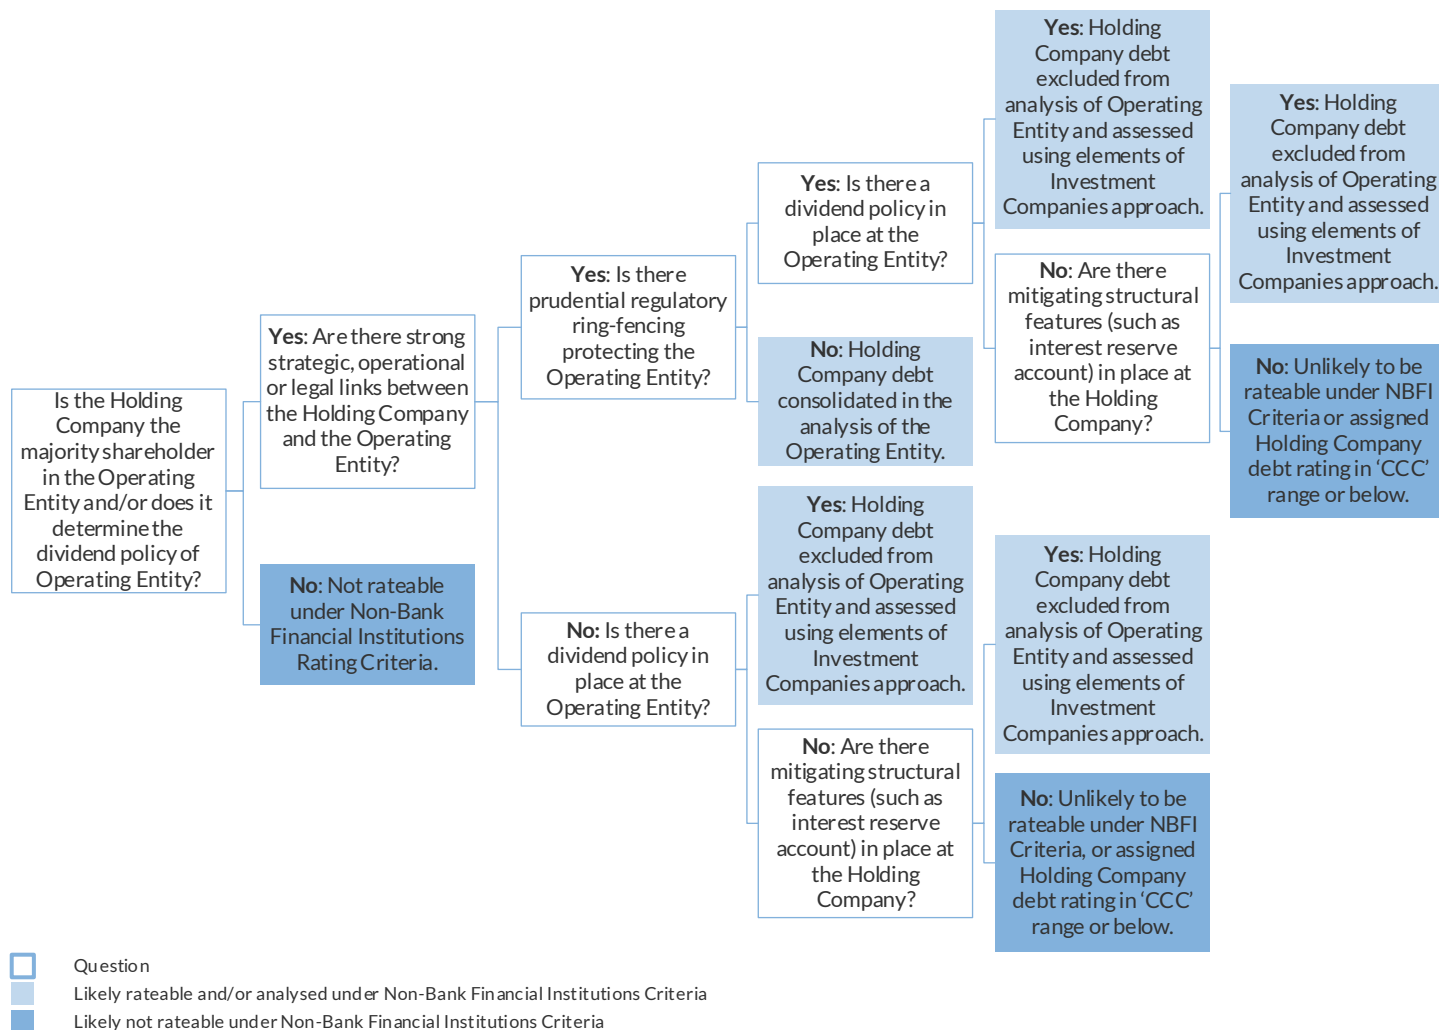 Is the Holding
Company the
majority shareholder
in the Operating
Entity and/or does it
determine the
dividend policy of
Operating Entity?
Yes: Are there strong
strategic, operational
or legal links between
the Holding Company
and the Operating
Entity?
No: Not rateable
under Non-Bank
Financial Institutions
Rating Criteria.
Yes: Is there
prudential regulatory
ring-fencing
protecting the
Operating Entity?
No: Is there a
dividend policy in
place at the
Operating Entity?
Yes: Is there a
dividend policy in
place at the
Operating Entity?
No: Holding
Company debt
consolidated in the
analysis of the
Operating Entity.
Yes: Holding
Company debt
excluded from
analysis of Operating
Entity and assessed
using elements of
Investment
Companies approach.
No: Are there
mitigating structural
features (such as
interest reserve
account) in place at
the Holding
Company?
Yes: Holding
Company debt
excluded from
analysis of Operating
Entity and assessed
using elements of
Investment
Companies approach.
No: Are there
mitigating structural
features (such as
interest reserve
account) in place at
the Holding
Company?
Yes: Holding
Company debt
excluded from
analysis of Operating
Entity and assessed
using elements of
Investment
Companies approach.
No: Unlikely to be
rateable under NBFI
Criteria, or assigned
Holding Company
debt rating in ‘CCC’
range or below.
Yes: Holding
Company debt
excluded from
analysis of Operating
Entity and assessed
using elements of
Investment
Companies approach.
No: Unlikely to be
rateable under NBFI
Criteria or assigned
Holding Company
debt rating in ‘CCC’
range or below.
Question
Likely rateable and/or analysed under Non-Bank Financial Institutions Criteria
Likely not rateable under Non-Bank Financial Institutions Criteria